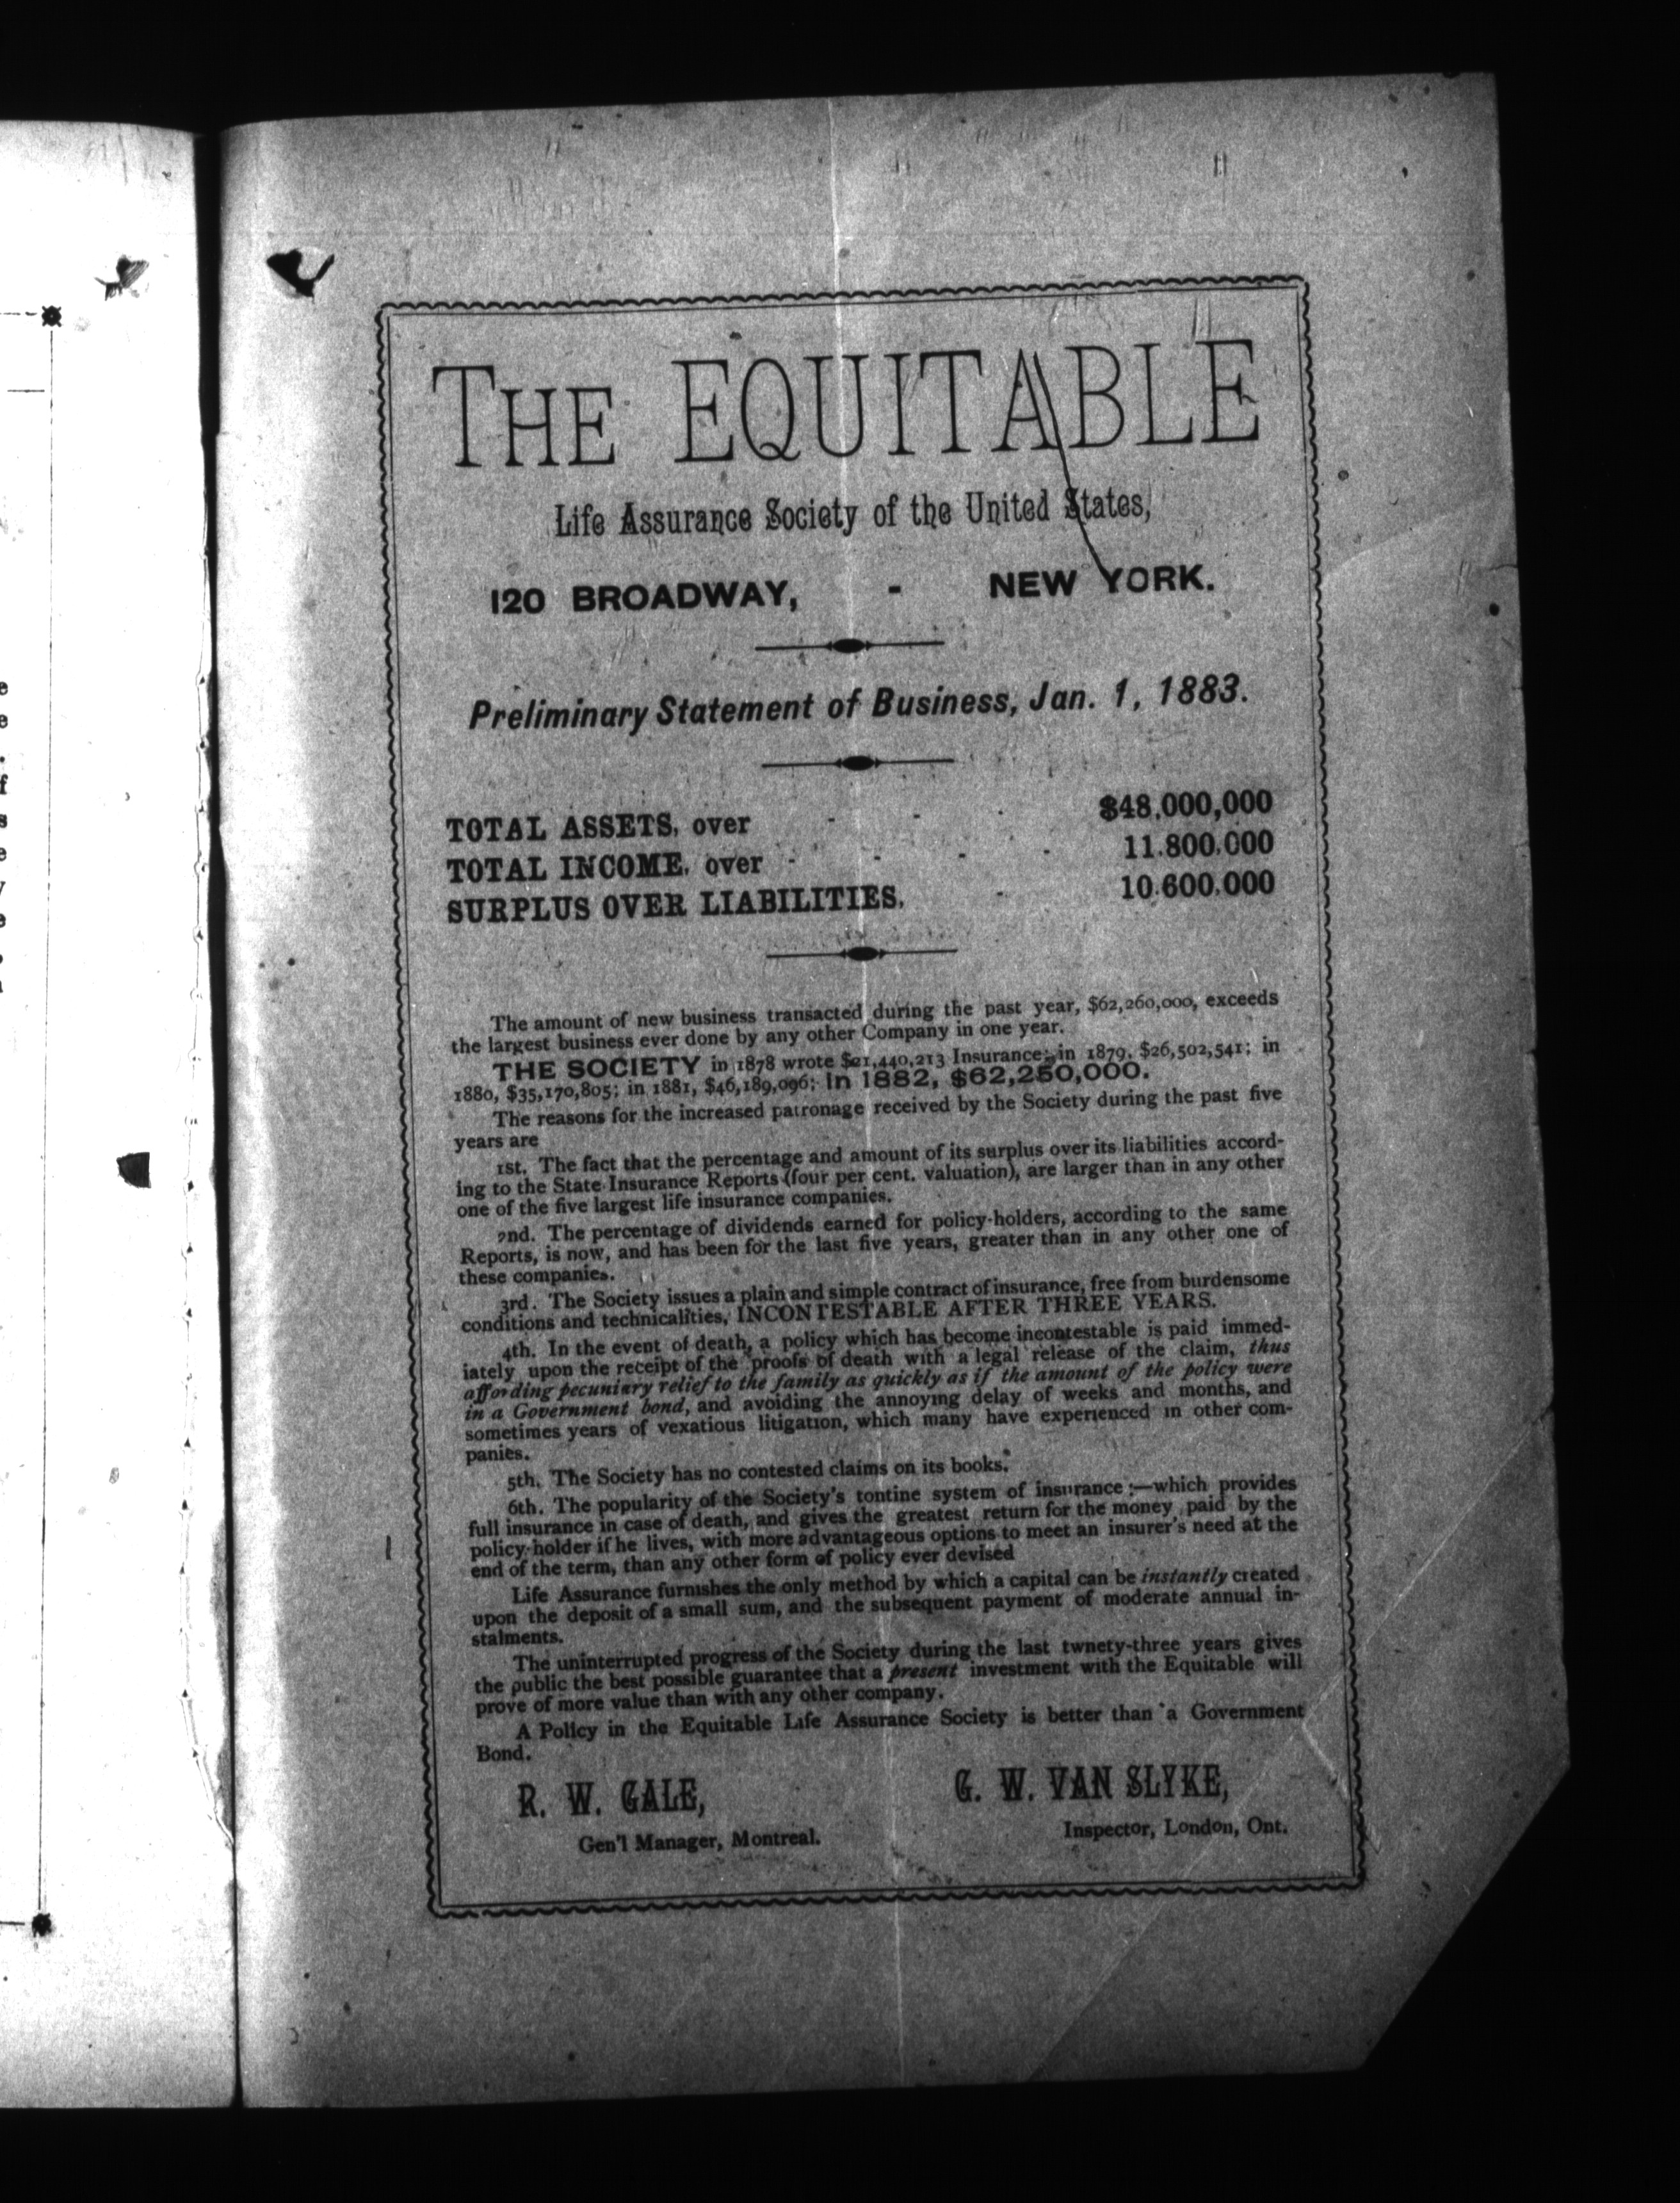 THE EQUITABLE
Life Assurance Society of the United States,
120 BROADWAY, - NEW YORK.
Preliminary Statement of Business, Jan. 1, 1883.
TOTAL ASSETS, over - - - $48,000,000
TOTAL INCOME, over - - - - 11,800,000
SURPLUS OVER LIABILITIES, - 10,600,000
The amount of new business transacted during the past year, $62,260,000, exceeds
the largest business ever done by any other Company in one year.
THE SOCIETY in 1878 wrote $21,440,213 Insurance; in 1879, $26,502,541; in
1880, $35,170,805; in 1881, $46,189,096; in 1882, $62,250,000.
The reasons for the increased patronage received by the Society during the past five
years are
1st. The fact that the percentage and amount of its surplus over its liabilities accord-
ing to the State Insurance Reports (four per cent. valuation), are larger than in any other
one of the five largest life insurance companies.
2nd. The percentage of dividends earned for policy-holders, according to the same
Reports, is now, and has been for the last five years, greater than in any other one of
these companies.
3rd. The Society issues a plain and simple contract of insurance, free from burdensome
conditions and technicalities, INCONTESTABLE AFTER THREE YEARS.
4th. In the event of death, a policy which has become incontestable is paid immed-
iately upon the receipt of the proofs of death with a legal release of the claim, thus
affording pecuniary relief to the family as quickly as if the amount of the policy were
in a Government bond, and avoiding the annoying delay of weeks and months, and
sometimes years of vexatious litigation, which many have experienced in other com-
panies.
5th. The Society has no contested claims on its books.
6th. The popularity of the Society's tontine system of insurance :—which provides
full insurance in case of death, and gives the greatest return for the money paid by the
policy-holder if he lives, with more advantageous options to meet an insurer's need at the
end of the term, than any other form of policy ever devised
Life Assurance furnishes the only method by which a capital can be instantly created
upon the deposit of a small sum, and the subsequent payment of moderate annual in-
stalments.
The uninterrupted progress of the Society during the last twnety-three years gives
the public the best possible guarantee that a present investment with the Equitable will
prove of more value than with any other company.
A Policy in the Equitable Life Assurance Society is better than a Government
Bond.
R. W. GALE, G. W. VAN SLYKE,
Gen'l Manager, Montreal. Inspector, London, Ont.